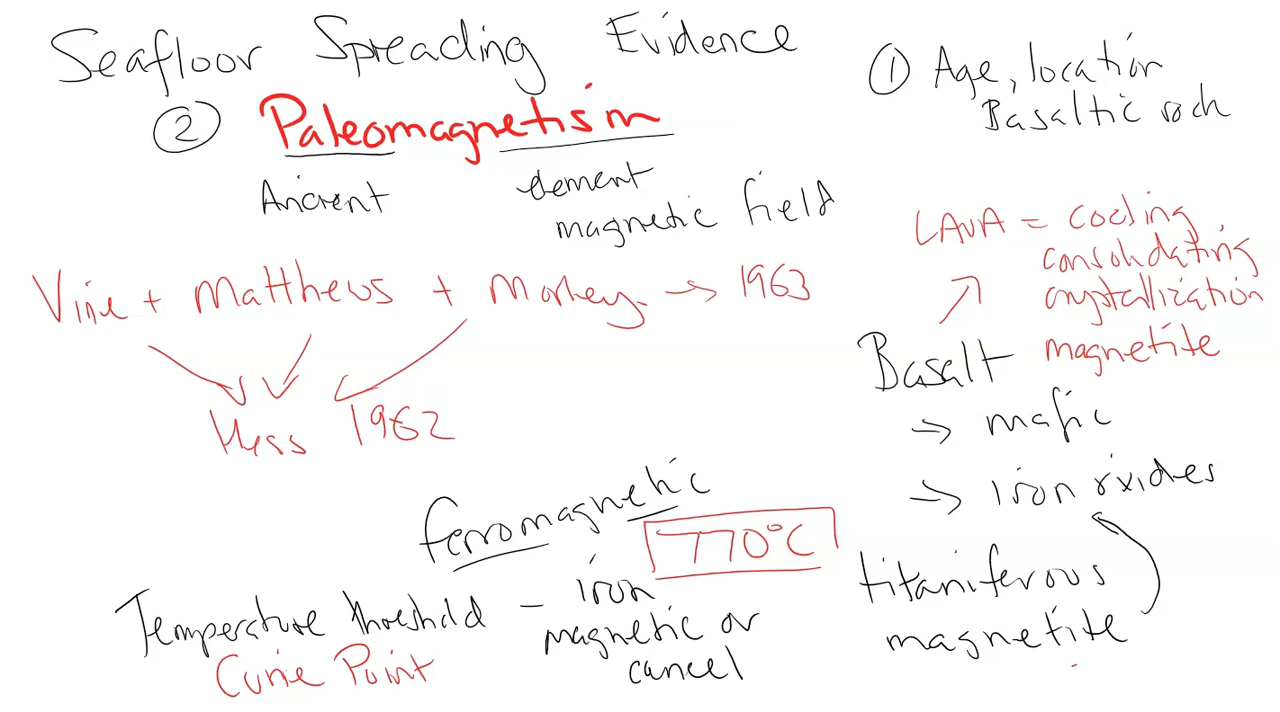 Seafloor Spreading Evidence
② Paleomagnetism
Ancient
element
magnetic field
Vine + Matthews + Morley → 1963
Hess 1962
ferromagnetic
770°C
Temperature threshold - iron
magnetic or
cancel
Curie Point
① Age, location
Basaltic rock
LAVA = cooling
consolidating
crystallization
magnetite
Basalt
→ mafic
→ Iron oxides
titaniferous
magnetite